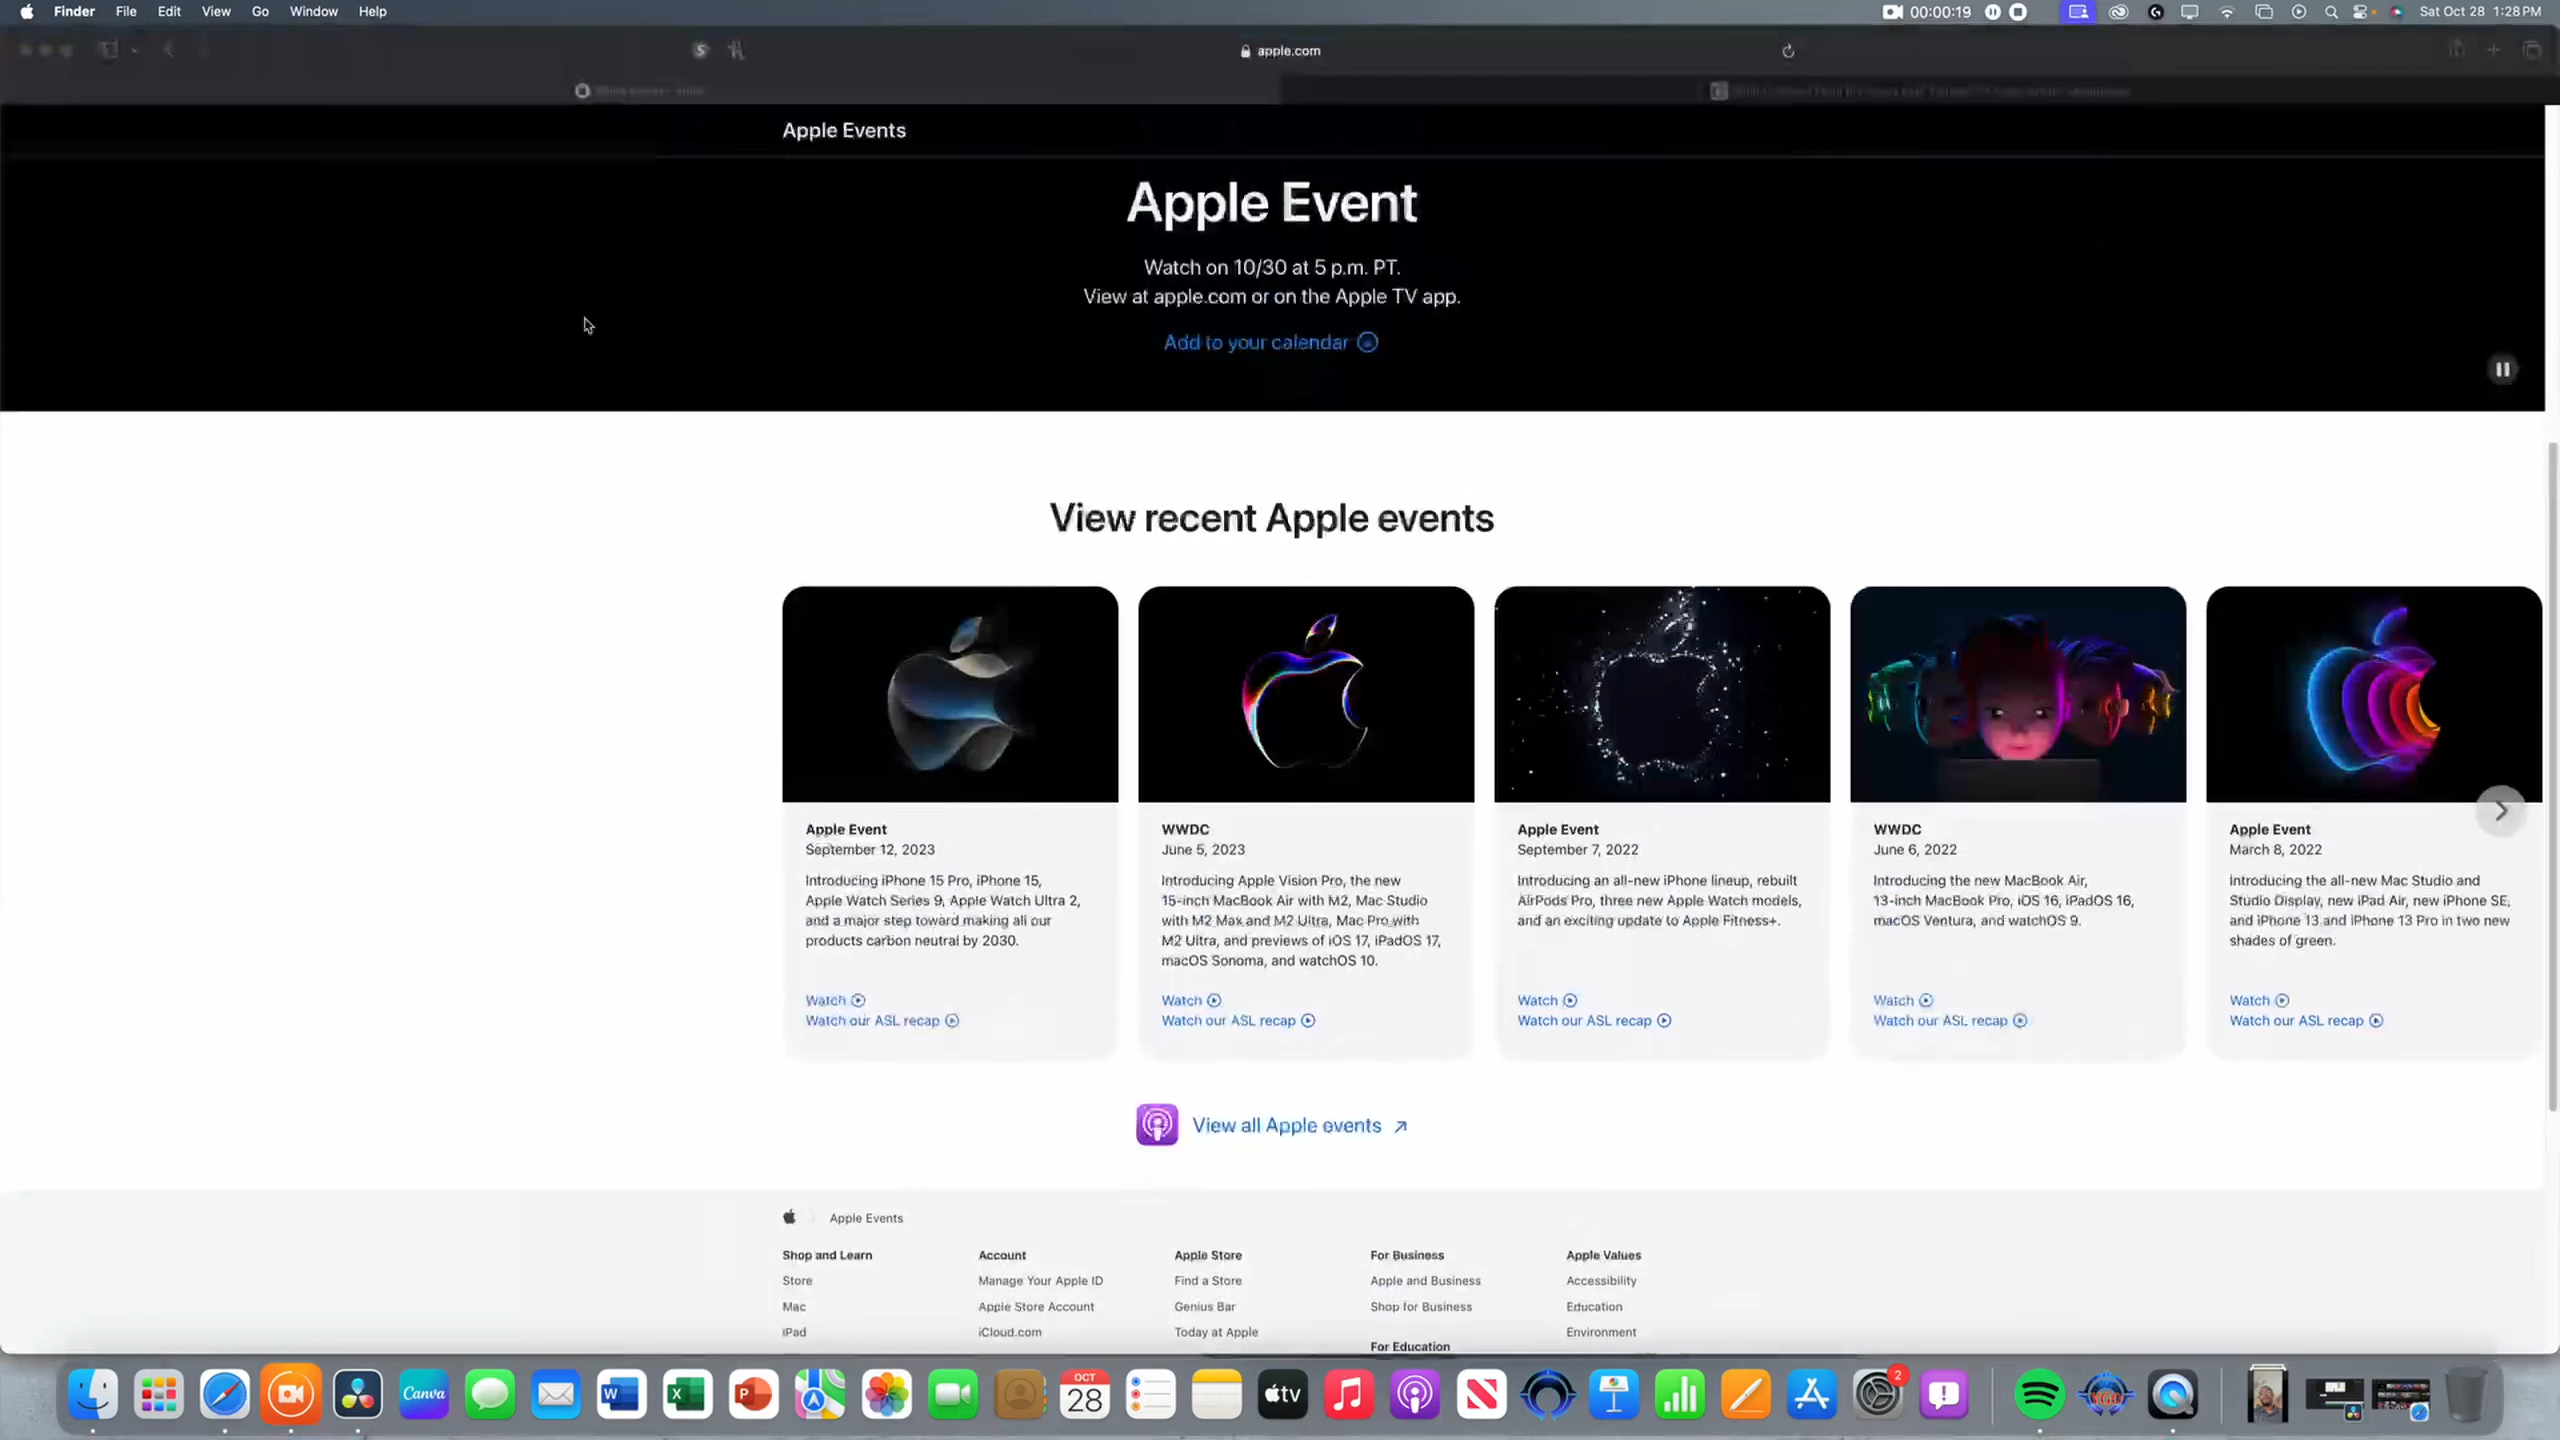 Finder File Edit View Go Window Help
00:00:19
Sat Oct 28 1:28 PM
apple.com
Apple Events
Apple Event
Watch on 10/30 at 5 p.m. PT.
View at apple.com or on the Apple TV app.
Add to your calendar
View recent Apple events
Apple Event
September 12, 2023
Introducing iPhone 15 Pro, iPhone 15,
Apple Watch Series 9, Apple Watch Ultra 2,
and a major step toward making all our
products carbon neutral by 2030.
Watch
Watch our ASL recap
WWDC
June 5, 2023
Introducing Apple Vision Pro, the new
15-inch MacBook Air with M2, Mac Studio
with M2 Max and M2 Ultra, Mac Pro with
M2 Ultra, and previews of iOS 17, iPadOS 17,
macOS Sonoma, and watchOS 10.
Watch
Watch our ASL recap
Apple Event
September 7, 2022
Introducing an all-new iPhone lineup, rebuilt
AirPods Pro, three new Apple Watch models,
and an exciting update to Apple Fitness+.
Watch
Watch our ASL recap
WWDC
June 6, 2022
Introducing the new MacBook Air,
13-inch MacBook Pro, iOS 16, iPadOS 16,
macOS Ventura, and watchOS 9.
Watch
Watch our ASL recap
Apple Event
March 8, 2022
Introducing the all-new Mac Studio and
Studio Display, new iPad Air, new iPhone SE,
and iPhone 13 and iPhone 13 Pro in two new
shades of green.
Watch
Watch our ASL recap
View all Apple events
Apple Events
Shop and Learn
Store
Mac
iPad
Account
Manage Your Apple ID
Apple Store Account
iCloud.com
Apple Store
Find a Store
Genius Bar
Today at Apple
For Business
Apple and Business
Shop for Business
For Education
Apple Values
Accessibility
Education
Environment
Canva
W
X
P
OCT
28
tv
2